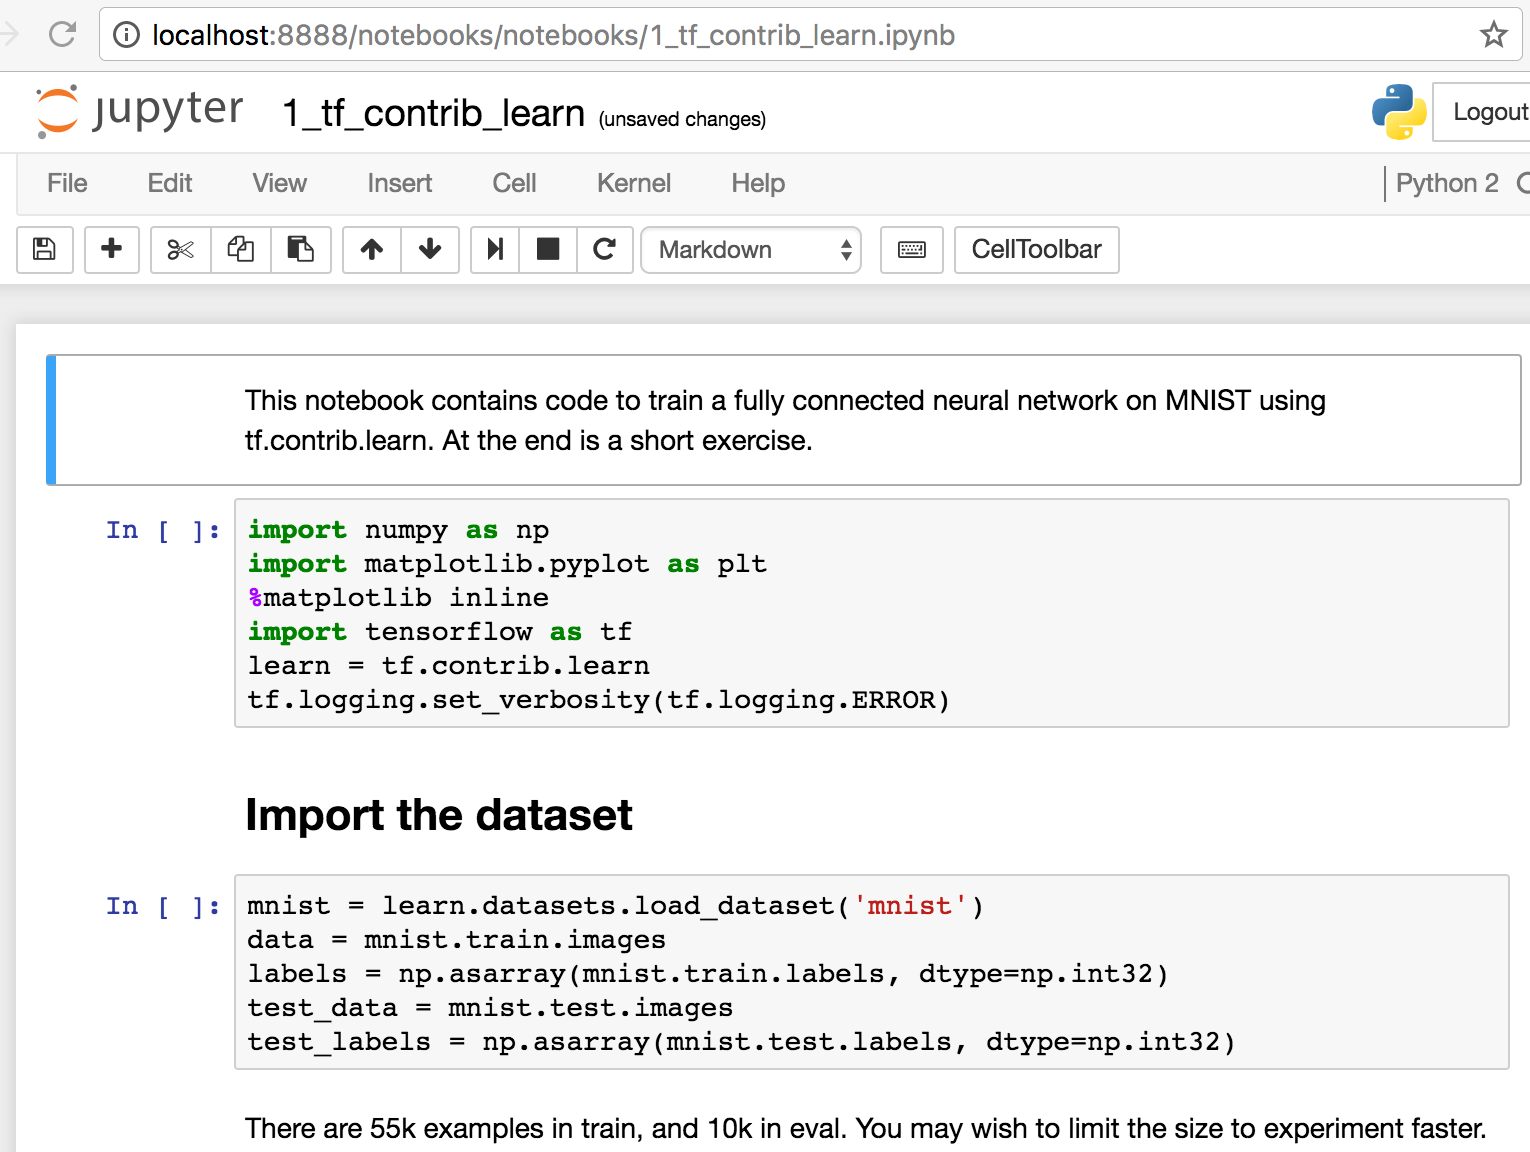 localhost:8888/notebooks/notebooks/1_tf_contrib_learn.ipynb
jupyter 1_tf_contrib_learn (unsaved changes) Logout
File Edit View Insert Cell Kernel Help Python 2
Markdown CellToolbar
This notebook contains code to train a fully connected neural network on MNIST using
tf.contrib.learn. At the end is a short exercise.
In [ ]: import numpy as np
import matplotlib.pyplot as plt
%matplotlib inline
import tensorflow as tf
learn = tf.contrib.learn
tf.logging.set_verbosity(tf.logging.ERROR)
Import the dataset
In [ ]: mnist = learn.datasets.load_dataset('mnist')
data = mnist.train.images
labels = np.asarray(mnist.train.labels, dtype=np.int32)
test_data = mnist.test.images
test_labels = np.asarray(mnist.test.labels, dtype=np.int32)
There are 55k examples in train, and 10k in eval. You may wish to limit the size to experiment faster.